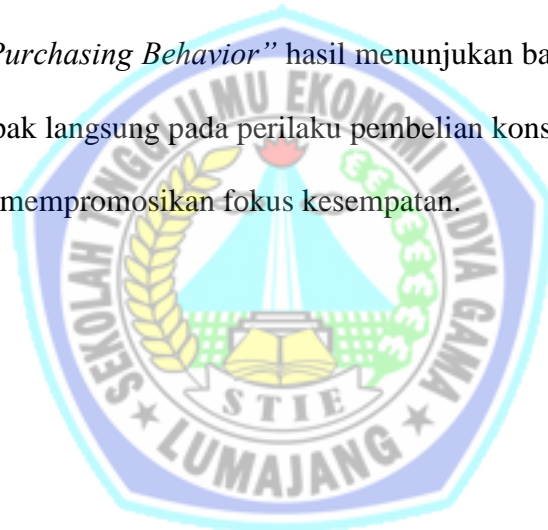 Purchasing Behavior” hasil menunjukan ba
pak langsung pada perilaku pembelian kons
mempromosikan fokus kesempatan.
SEKOLAH TINGGI ILMU EKONOMI WIDYA GAMA
STIE
LUMAJANG